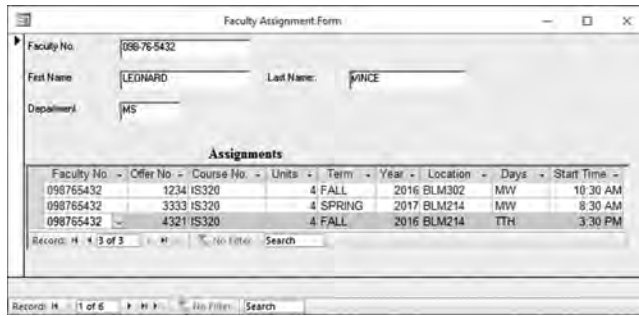 Faculty Assignment Form
Faculty No. 098-76-5432
First Name LEONARD Last Name: VINCE
Department MS
Assignments
Faculty No. Offer No Course No. Units Term Year Location Days Start Time
098765432 1234 IS320 4 FALL 2016 BLM302 MW 10:30 AM
098765432 3333 IS320 4 SPRING 2017 BLM214 MW 8:30 AM
098765432 4321 IS320 4 FALL 2016 BLM214 TTH 3:30 PM
Record: 3 of 3 No Filter Search
Record: 1 of 6 No Filter Search